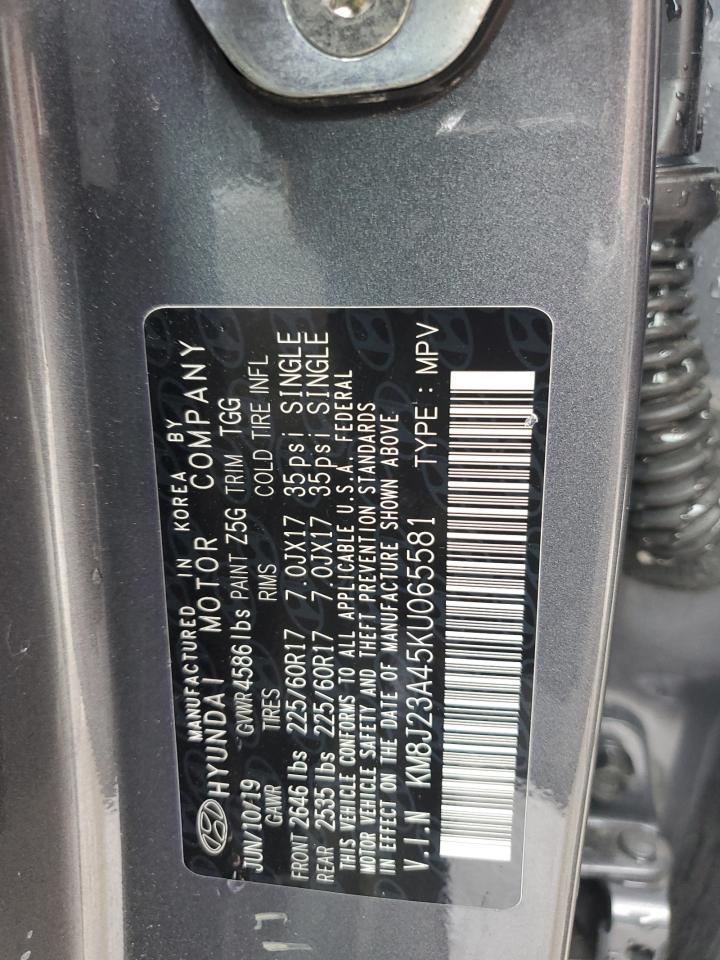 MANUFACTURED IN KOREA BY
HYUNDAI MOTOR COMPANY
JUN/10/19 GVWR 4586 lbs PAINT Z5G TRIM TGG
GAWR TIRES RIMS COLD TIRE INFL
FRONT 2646 lbs 225/60R17 7.0JX17 35psi SINGLE
REAR 2535 lbs 225/60R17 7.0JX17 35psi SINGLE
THIS VEHICLE CONFORMS TO ALL APPLICABLE U.S.A. FEDERAL
MOTOR VEHICLE SAFETY AND THEFT PREVENTION STANDARDS
IN EFFECT ON THE DATE OF MANUFACTURE SHOWN ABOVE.
V.I.N KM8J23A45KU065581 TYPE : MPV